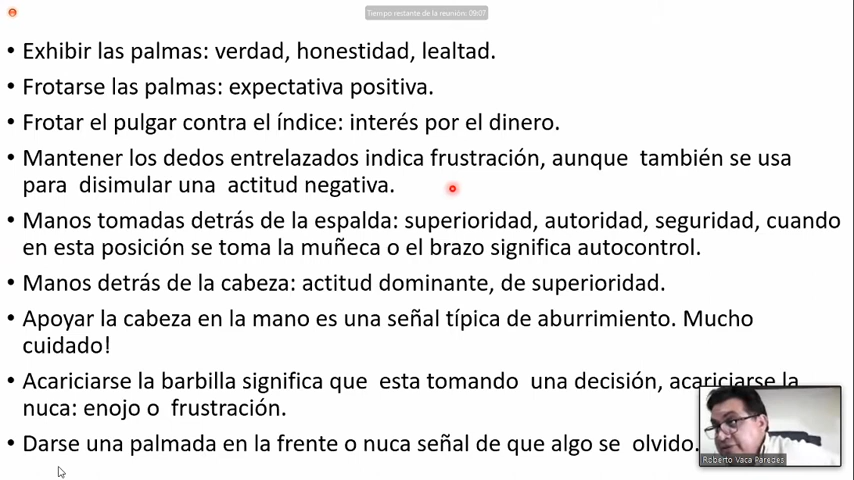 Tiempo restante de la reunión: 09:07
• Exhibir las palmas: verdad, honestidad, lealtad.
• Frotarse las palmas: expectativa positiva.
• Frotar el pulgar contra el índice: interés por el dinero.
• Mantener los dedos entrelazados indica frustración, aunque también se usa
para disimular una actitud negativa.
• Manos tomadas detrás de la espalda: superioridad, autoridad, seguridad, cuando
en esta posición se toma la muñeca o el brazo significa autocontrol.
• Manos detrás de la cabeza: actitud dominante, de superioridad.
• Apoyar la cabeza en la mano es una señal típica de aburrimiento. Mucho
cuidado!
• Acariciarse la barbilla significa que esta tomando una decisión, acariciarse la
nuca: enojo o frustración.
• Darse una palmada en la frente o nuca señal de que algo se olvido.
Roberto Vaca Paredes